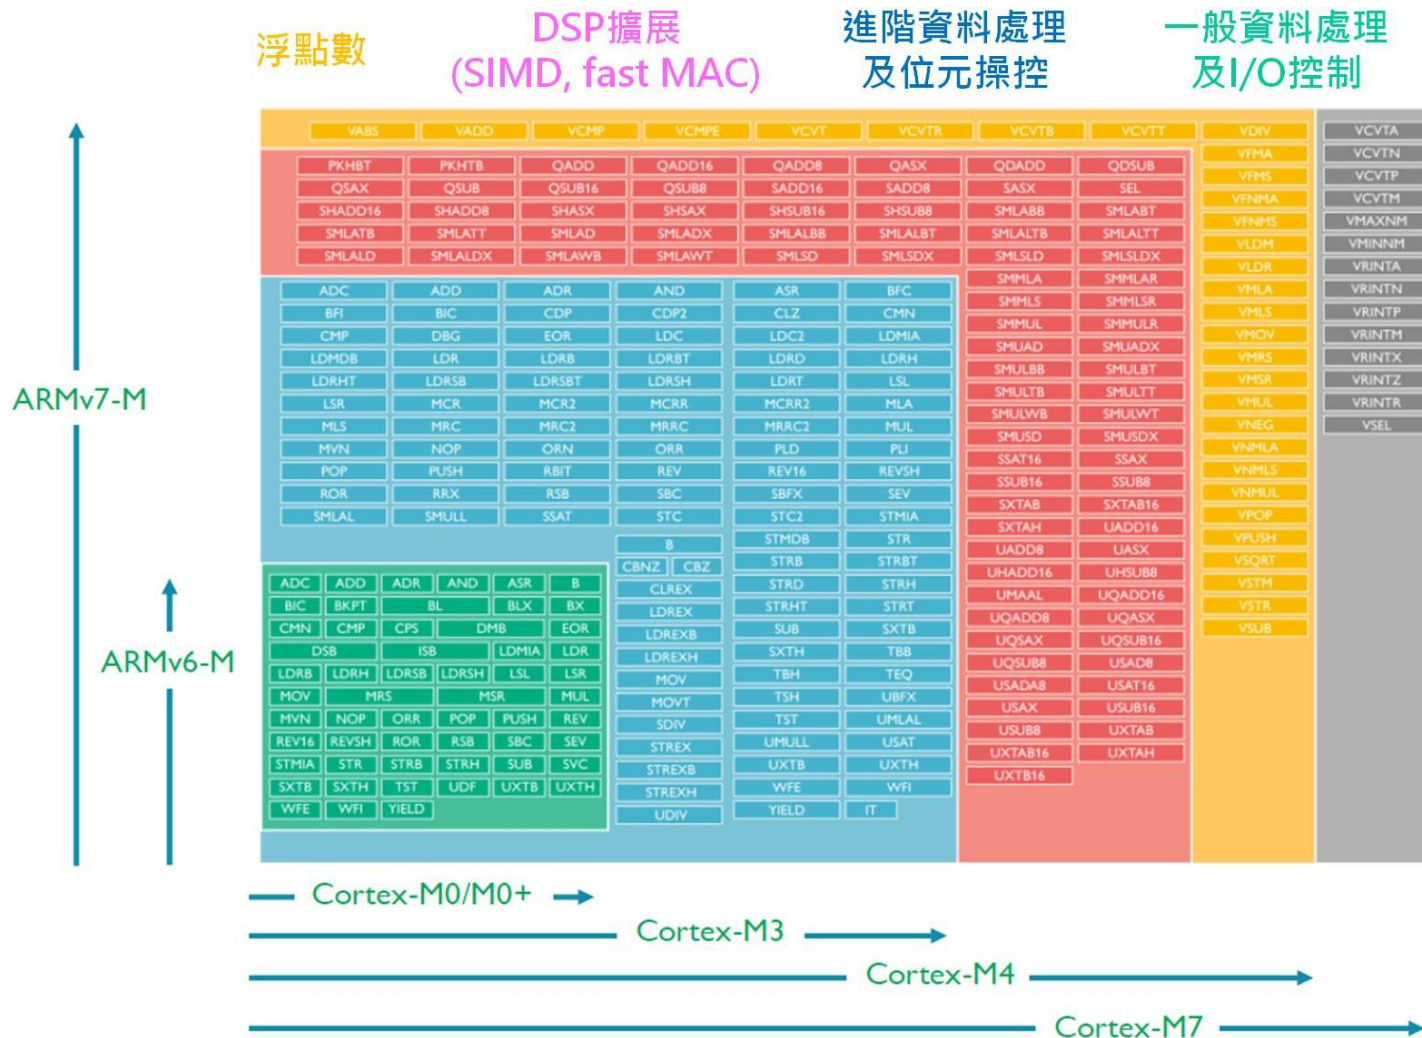 浮點數
DSP擴展
(SIMD, fast MAC)
進階資料處理
及位元操控
一般資料處理
及I/O控制
VABS VADD VCMP VCMPE VCVT VCVTR VCVTB VCVTT VDIV
VCVTA
VCVTN
VCVTP
VCVTM
VMAXNM
VMINNM
VRINTA
VRINTN
VRINTP
VRINTM
VRINTX
VRINTZ
VRINTR
VSEL
VFMA
VFMS
VFNMA
VFNMS
VLDM
VLDR
VMLA
VMLS
VMOV
VMRS
VMSR
VMUL
VNEG
VNMLA
VNMLS
VNMUL
VPOP
VPUSH
VSQRT
VSTM
VSTR
VSUB
PKHBT PKHTB QADD QADD16 QADD8 QASX QDADD QDSUB
QSAX QSUB QSUB16 QSUB8 SADD16 SADD8 SASX SEL
SHADD16 SHADD8 SHASX SHSAX SHSUB16 SHSUB8 SMLABB SMLABT
SMLATB SMLATT SMLAD SMLADX SMLALBB SMLALBT SMLALTB SMLALTT
SMLALD SMLALDX SMLAWB SMLAWT SMLSD SMLSDX SMLSLD SMLSLDX
SMMLA SMMLAR
SMMLS SMMLSR
SMMUL SMMULR
SMUAD SMUADX
SMULBB SMULBT
SMULTB SMULTT
SMULWB SMULWT
SMUSD SMUSDX
SSAT16 SSAX
SSUB16 SSUB8
SXTAB SXTAB16
SXTAH UADD16
UADD8 UASX
UHADD16 UHSUB8
UMAAL UQADD16
UQADD8 UQASX
UQSAX UQSUB16
UQSUB8 USAD8
USADA8 USAT16
USAX USUB16
USUB8 UXTAB
UXTAB16 UXTAH
UXTB16
ADC ADD ADR AND ASR BFC
BFI BIC CDP CDP2 CLZ CMN
CMP DBG EOR LDC LDC2 LDMIA
LDMDB LDR LDRB LDRBT LDRD LDRH
LDRHT LDRSB LDRSBT LDRSH LDRT LSL
LSR MCR MCR2 MCRR MCRR2 MLA
MLS MRC MRC2 MRRC MRRC2 MUL
MVN NOP ORN ORR PLD PLI
POP PUSH RBIT REV REV16 REVSH
ROR RRX RSB SBC SBFX SEV
SMLAL SMULL SSAT STC STC2 STMIA
B
CBNZ CBZ
CLREX
LDREX
LDREXB
LDREXH
MOV
MOVT
SDIV
STREX
STREXB
STREXH
UDIV
STMDB STR
STRB STRBT
STRD STRH
STRHT STRT
SUB SXTB
SXTH TBB
TBH TEQ
TSH UBFX
TST UMLAL
UMULL USAT
UXTB UXTH
WFE WFI
YIELD IT
ADC ADD ADR AND ASR B
BIC BKPT BL BLX BX
CMN CMP CPS DMB EOR
DSB ISB LDMIA LDR
LDRB LDRH LDRSB LDRSH LSL LSR
MOV MRS MSR MUL
MVN NOP ORR POP PUSH REV
REV16 REVSH ROR RSB SBC SEV
STMIA STR STRB STRH SUB SVC
SXTB SXTH TST UDF UXTB UXTH
WFE WFI YIELD
ARMv7-M
ARMv6-M
Cortex-M0/M0+
Cortex-M3
Cortex-M4
Cortex-M7